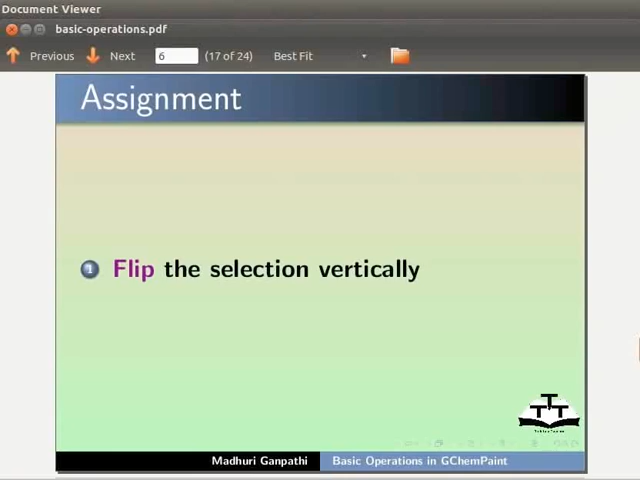 Document Viewer
basic-operations.pdf
Previous Next 6 (17 of 24) Best Fit
Assignment
1 Flip the selection vertically
Madhuri Ganpathi Basic Operations in GChemPaint